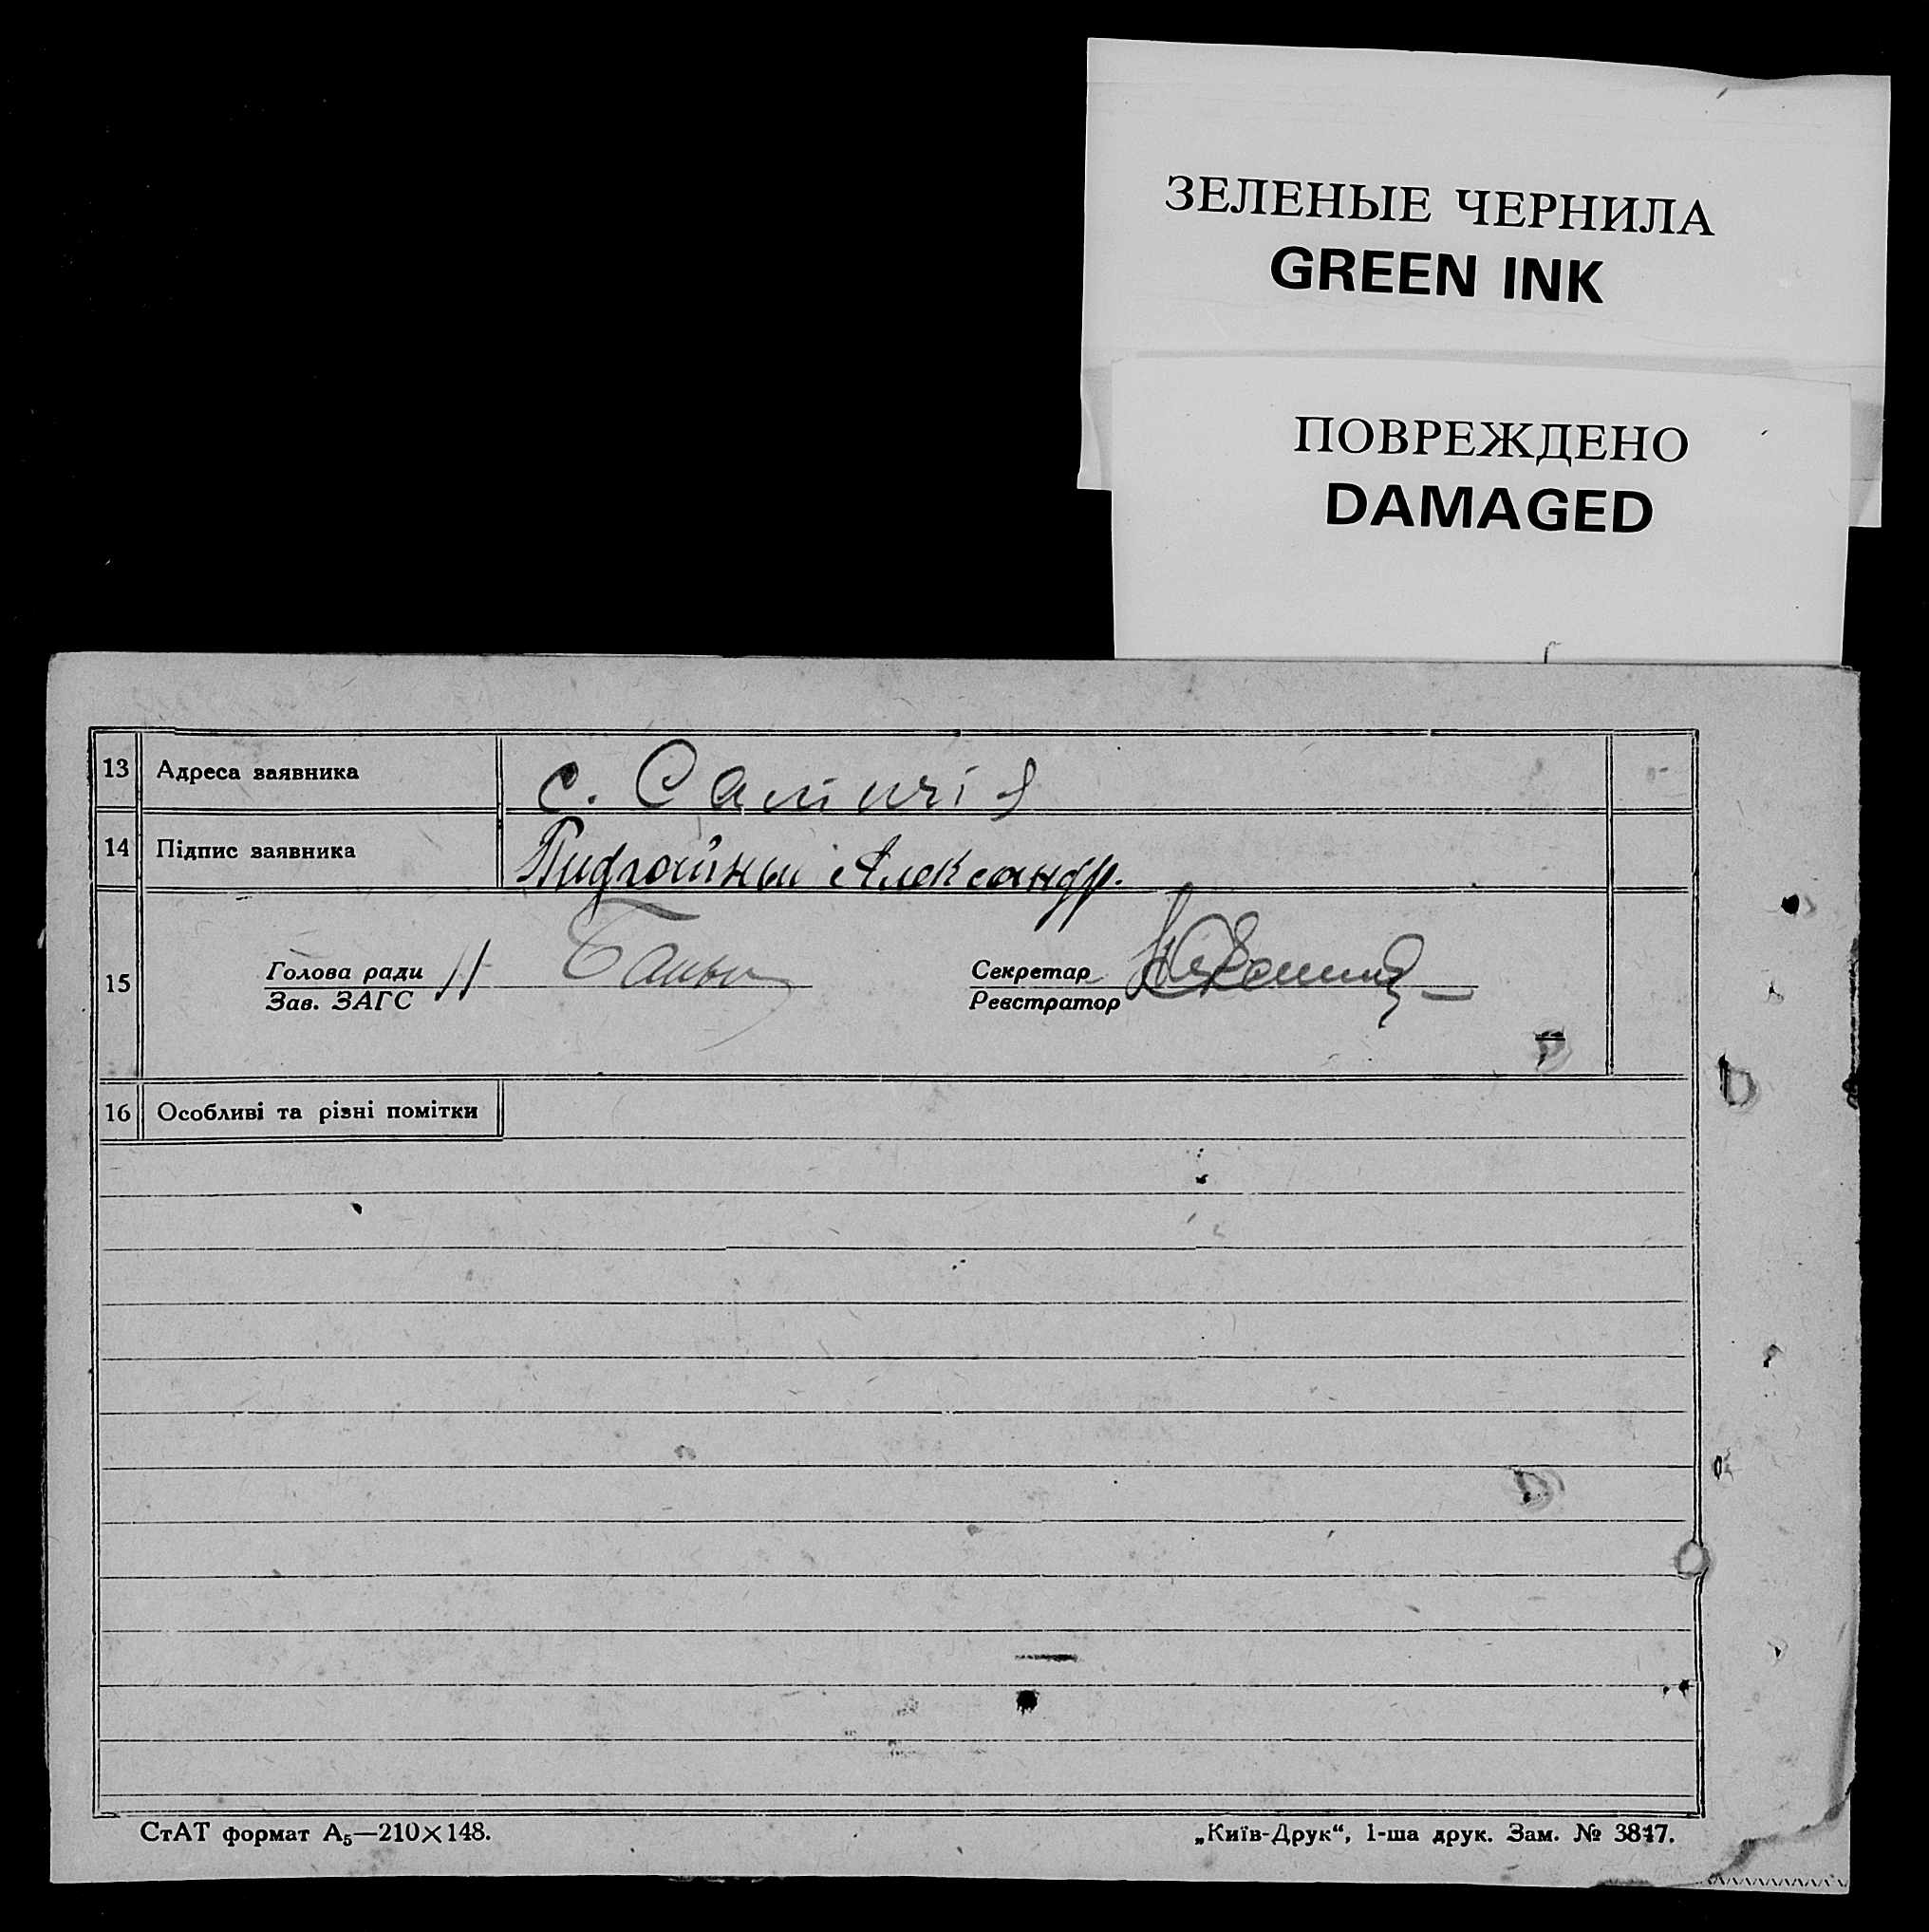 ЗЕЛЕНЫЕ ЧЕРНИЛА
GREEN INK
ПОВРЕЖДЕНО
DAMAGED
13 Адреса заявника с.
14 Підпис заявника Александр.
15 Голова ради Секретар
Зав. ЗАГС Реєстратор
16 Особливі та різні помітки
СтАТ формат А₅—210×148. „Київ-Друк“, 1-ша друк. Зам. № 3817.